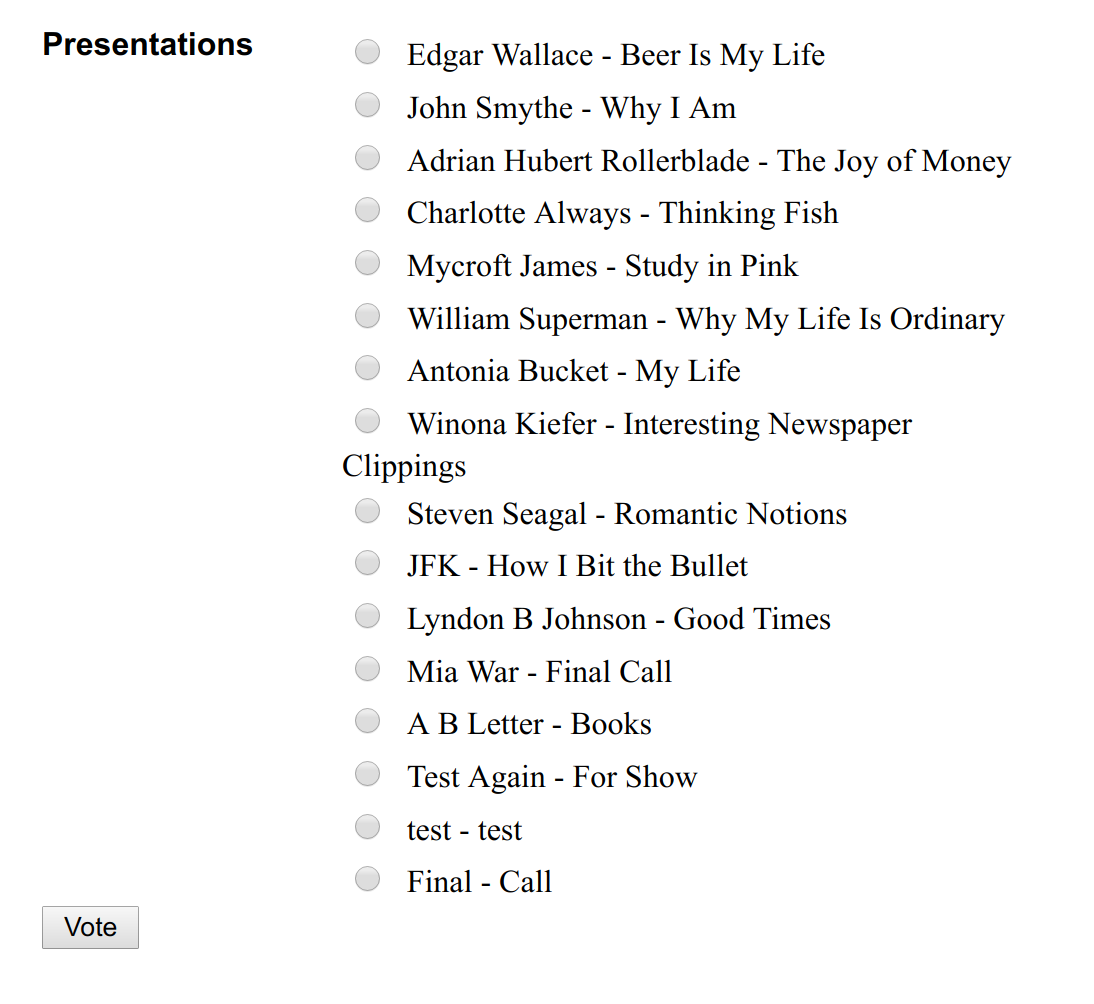 Presentations
Edgar Wallace - Beer Is My Life
John Smythe - Why I Am
Adrian Hubert Rollerblade - The Joy of Money
Charlotte Always - Thinking Fish
Mycroft James - Study in Pink
William Superman - Why My Life Is Ordinary
Antonia Bucket - My Life
Winona Kiefer - Interesting Newspaper
Clippings
Steven Seagal - Romantic Notions
JFK - How I Bit the Bullet
Lyndon B Johnson - Good Times
Mia War - Final Call
A B Letter - Books
Test Again - For Show
test - test
Final - Call
Vote